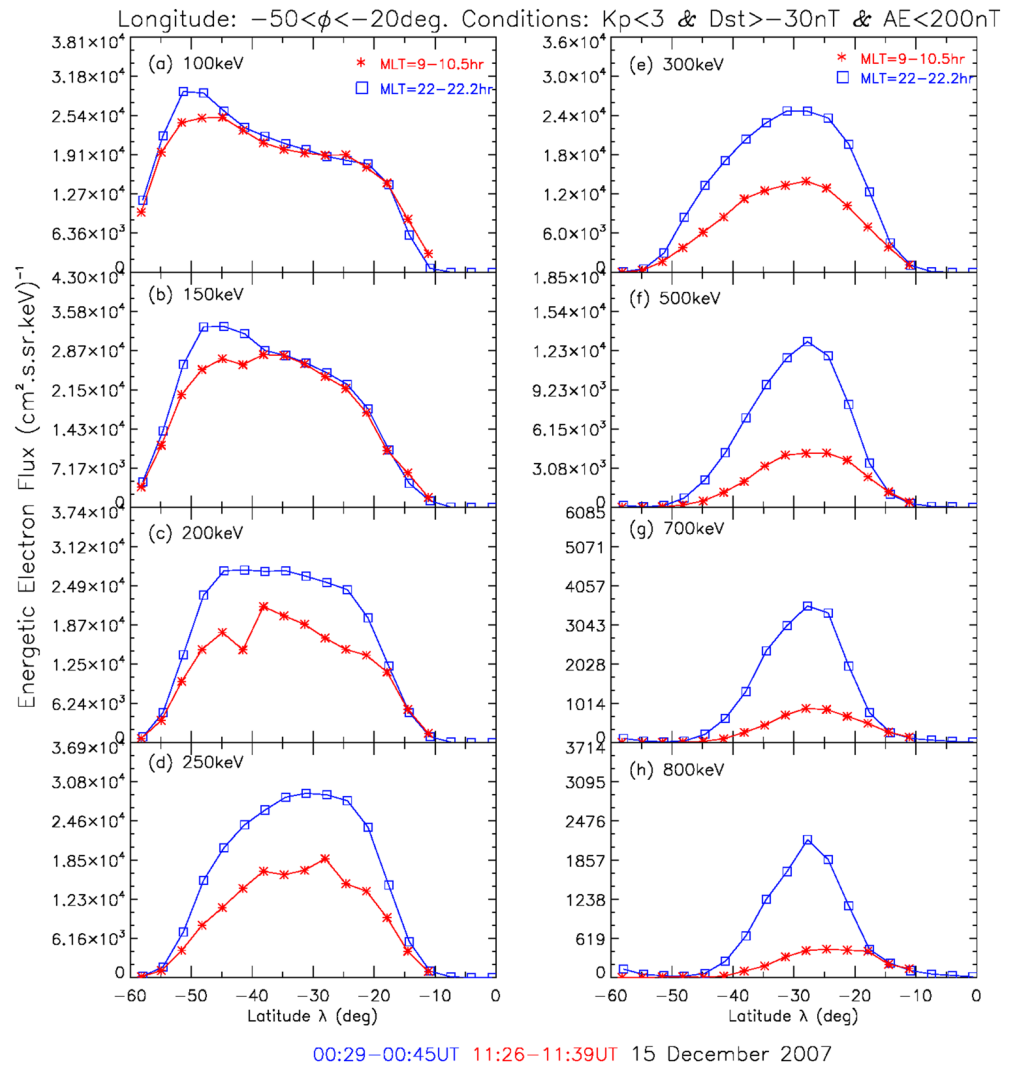 Longitude: −50<ϕ<−20deg. Conditions: Kp<3 & Dst>−30nT & AE<200nT
Energetic Electron Flux (cm².s.sr.keV)⁻¹
(a) 100keV
MLT=9−10.5hr
MLT=22−22.2hr
3.81×10⁴
3.18×10⁴
2.54×10⁴
1.91×10⁴
1.27×10⁴
6.36×10³
0
(b) 150keV
4.30×10⁴
3.58×10⁴
2.87×10⁴
2.15×10⁴
1.43×10⁴
7.17×10³
0
(c) 200keV
3.74×10⁴
3.12×10⁴
2.49×10⁴
1.87×10⁴
1.25×10⁴
6.24×10³
0
(d) 250keV
3.69×10⁴
3.08×10⁴
2.46×10⁴
1.85×10⁴
1.23×10⁴
6.16×10³
0
−60 −50 −40 −30 −20 −10 0
Latitude λ (deg)
(e) 300keV
MLT=9−10.5hr
MLT=22−22.2hr
3.6×10⁴
3.0×10⁴
2.4×10⁴
1.8×10⁴
1.2×10⁴
6.0×10³
0
(f) 500keV
1.85×10⁴
1.54×10⁴
1.23×10⁴
9.23×10³
6.15×10³
3.08×10³
0
(g) 700keV
6085
5071
4057
3043
2028
1014
0
(h) 800keV
3714
3095
2476
1857
1238
619
0
−60 −50 −40 −30 −20 −10 0
Latitude λ (deg)
00:29−00:45UT 11:26−11:39UT 15 December 2007